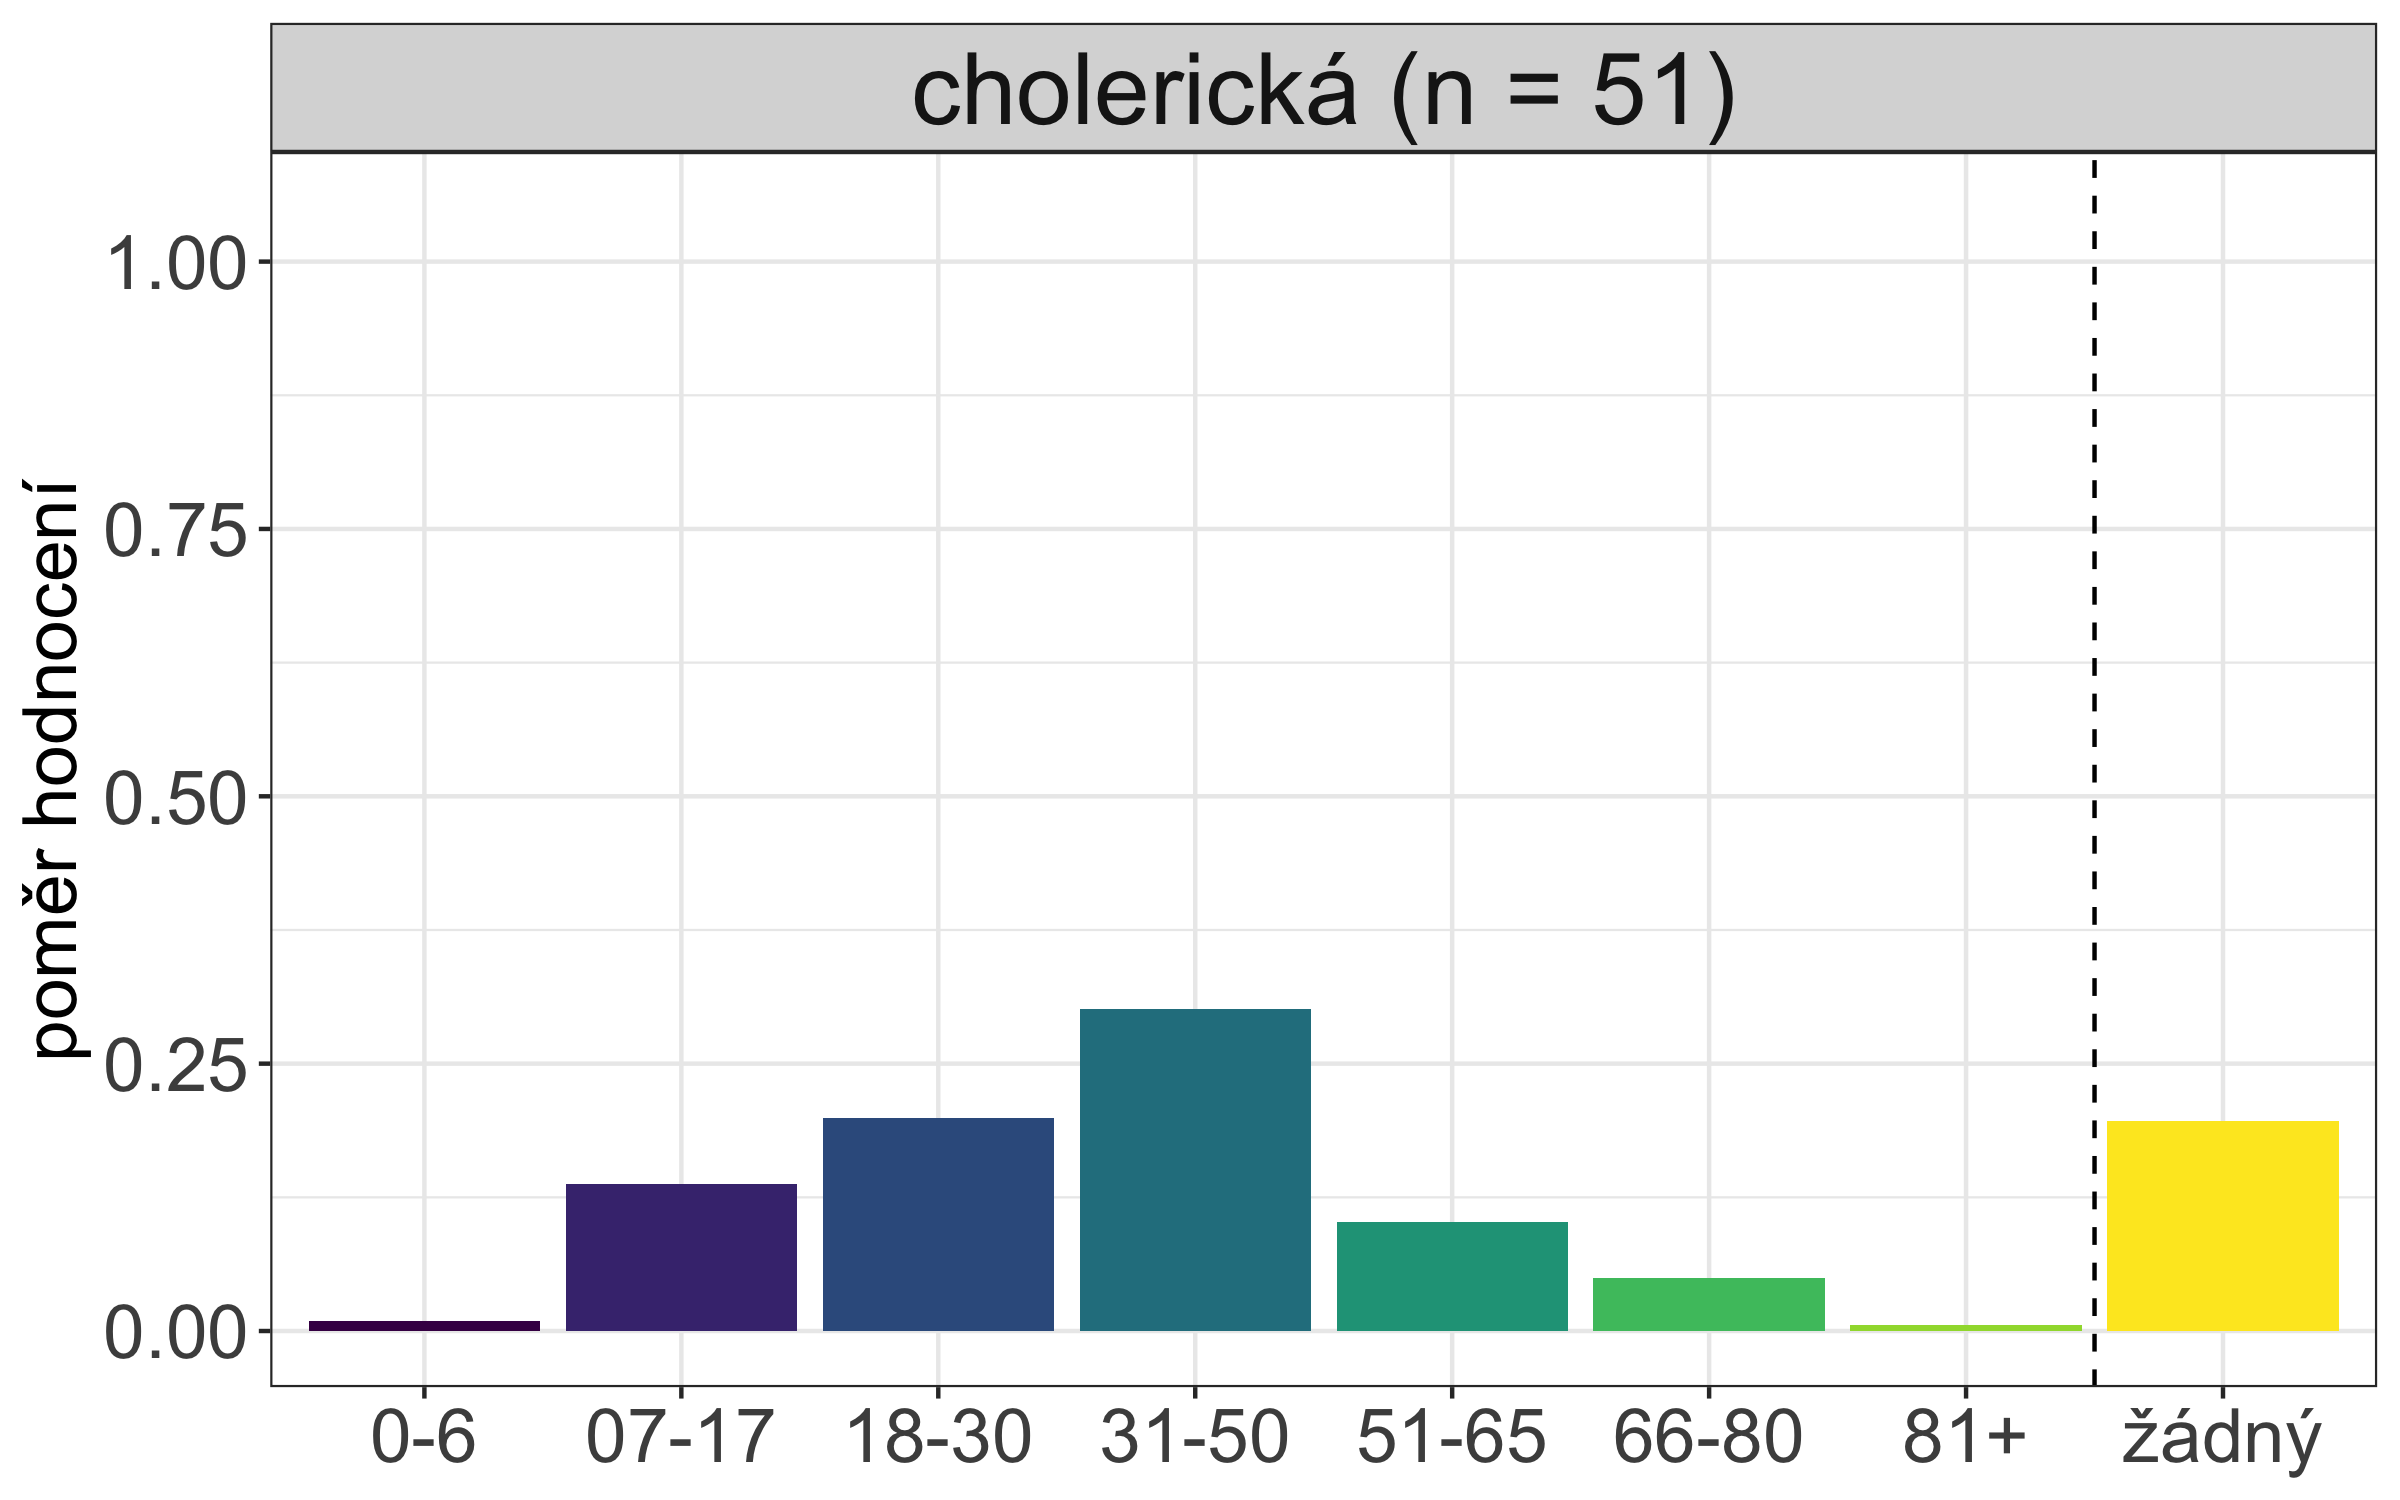 cholerická (n = 51)
poměr hodnocení
1.00
0.75
0.50
0.25
0.00
0-6 07-17 18-30 31-50 51-65 66-80 81+ žádný